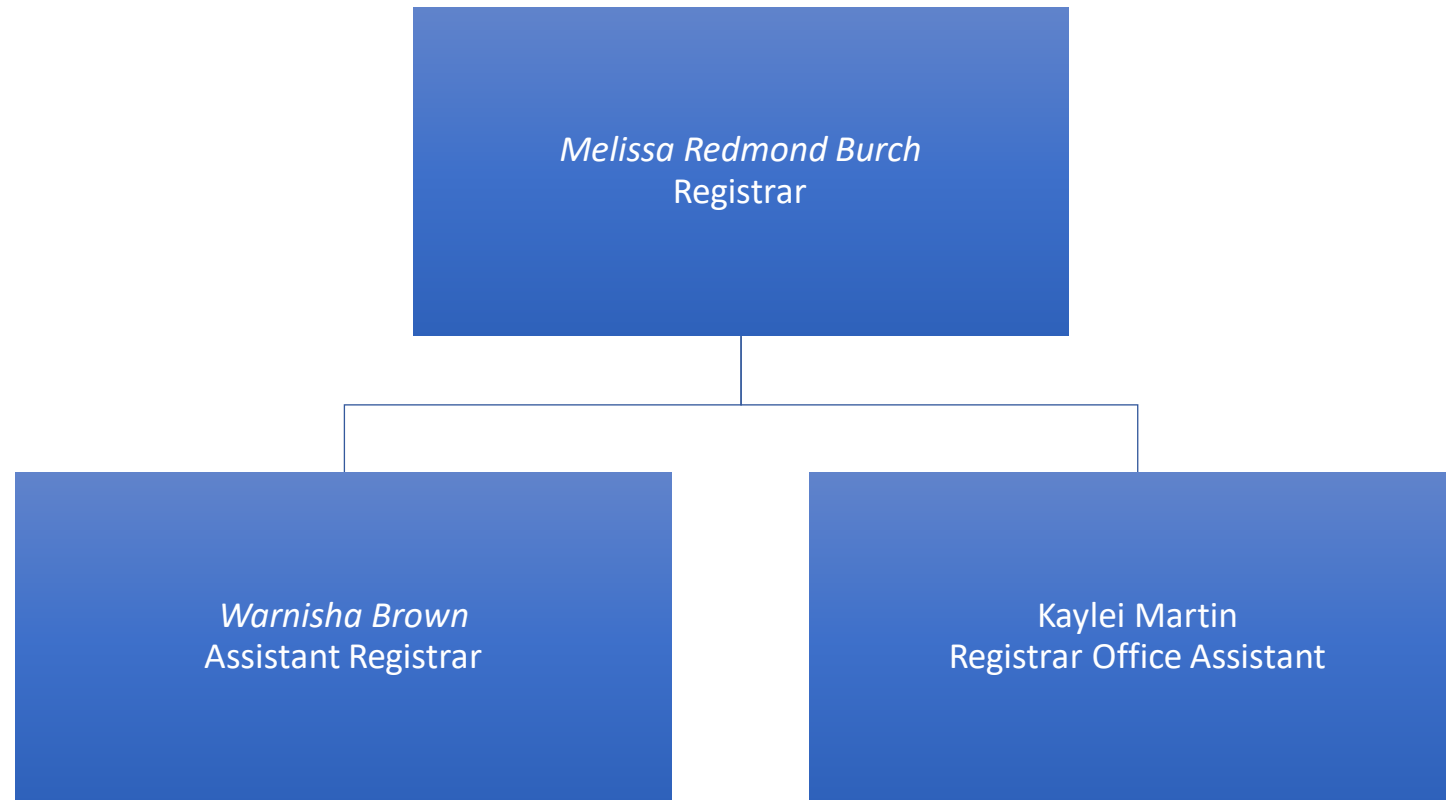 Melissa Redmond Burch
Registrar
Warnisha Brown
Assistant Registrar
Kaylei Martin
Registrar Office Assistant